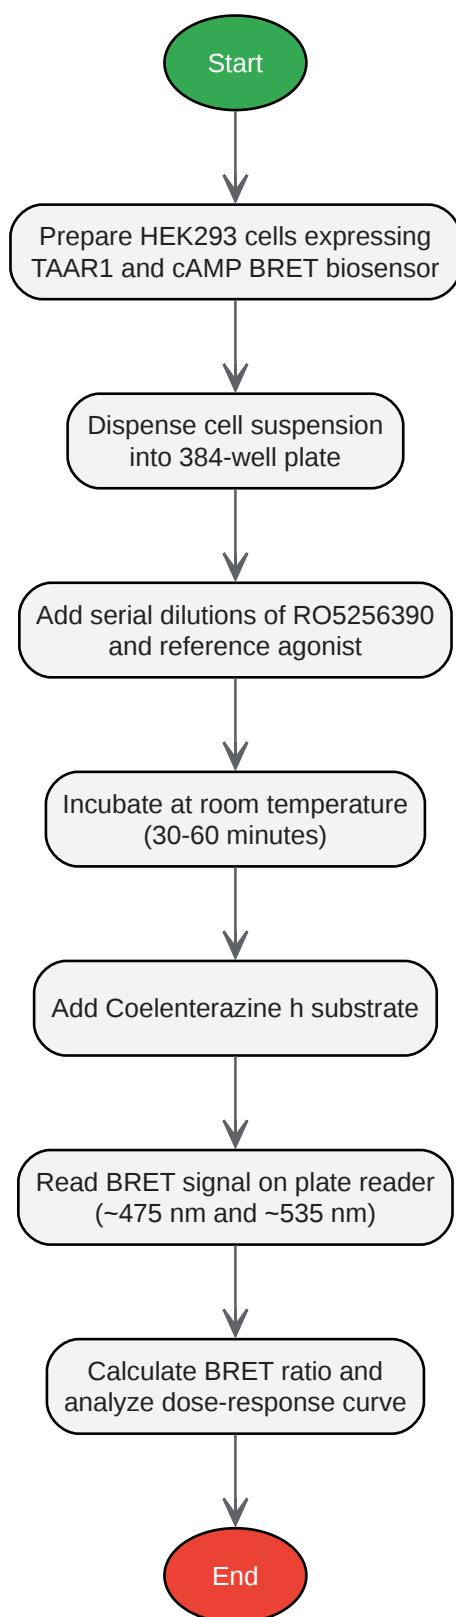 Start
Prepare HEK293 cells expressing
TAAR1 and cAMP BRET biosensor
Dispense cell suspension
into 384-well plate
Add serial dilutions of RO5256390
and reference agonist
Incubate at room temperature
(30-60 minutes)
Add Coelenterazine h substrate
Read BRET signal on plate reader
(~475 nm and ~535 nm)
Calculate BRET ratio and
analyze dose-response curve
End